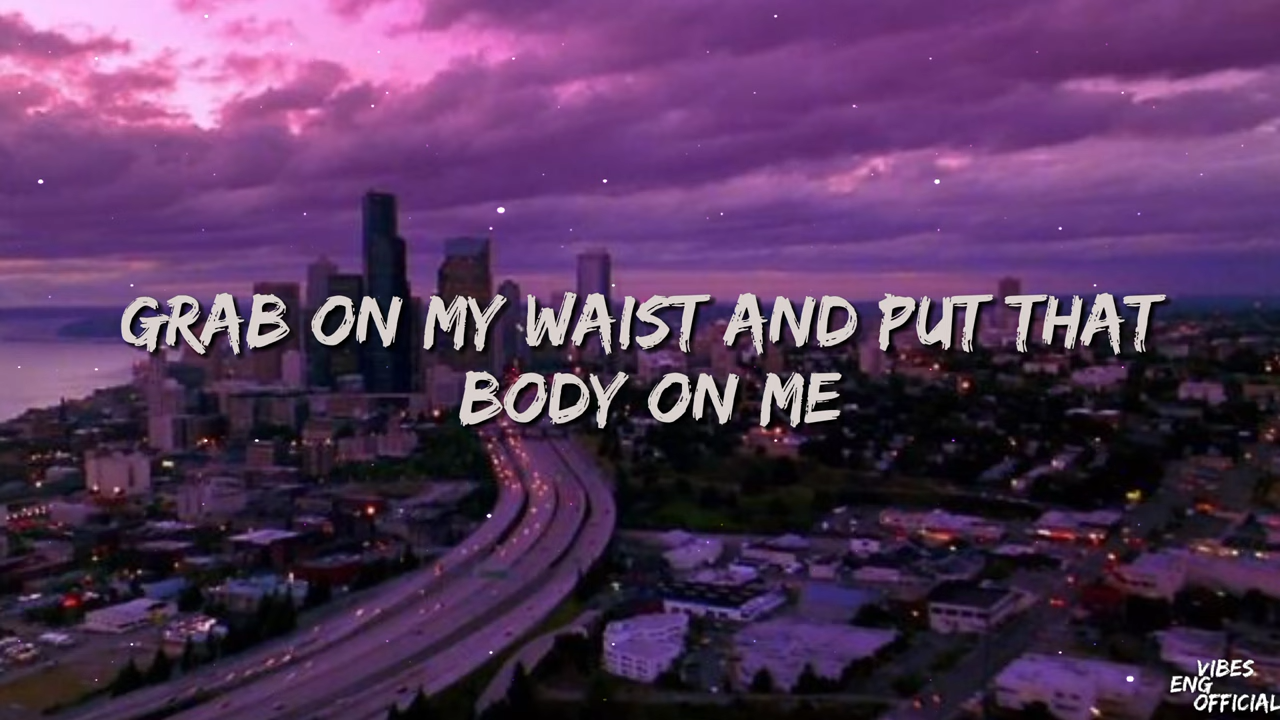 GRAB ON MY WAIST AND PUT THAT
BODY ON ME
VIBES
ENG
OFFICIAL